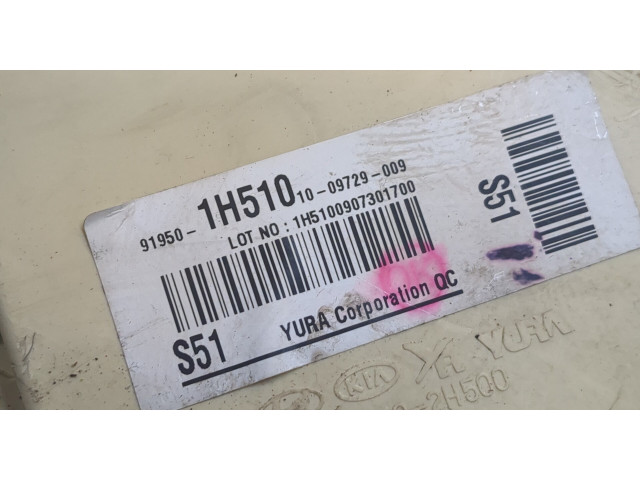 91950- 1H510 10-09729-009
LOT NO : 1H5100907301700
S51
YURA Corporation QC
S51
KIA YURA
-2H500